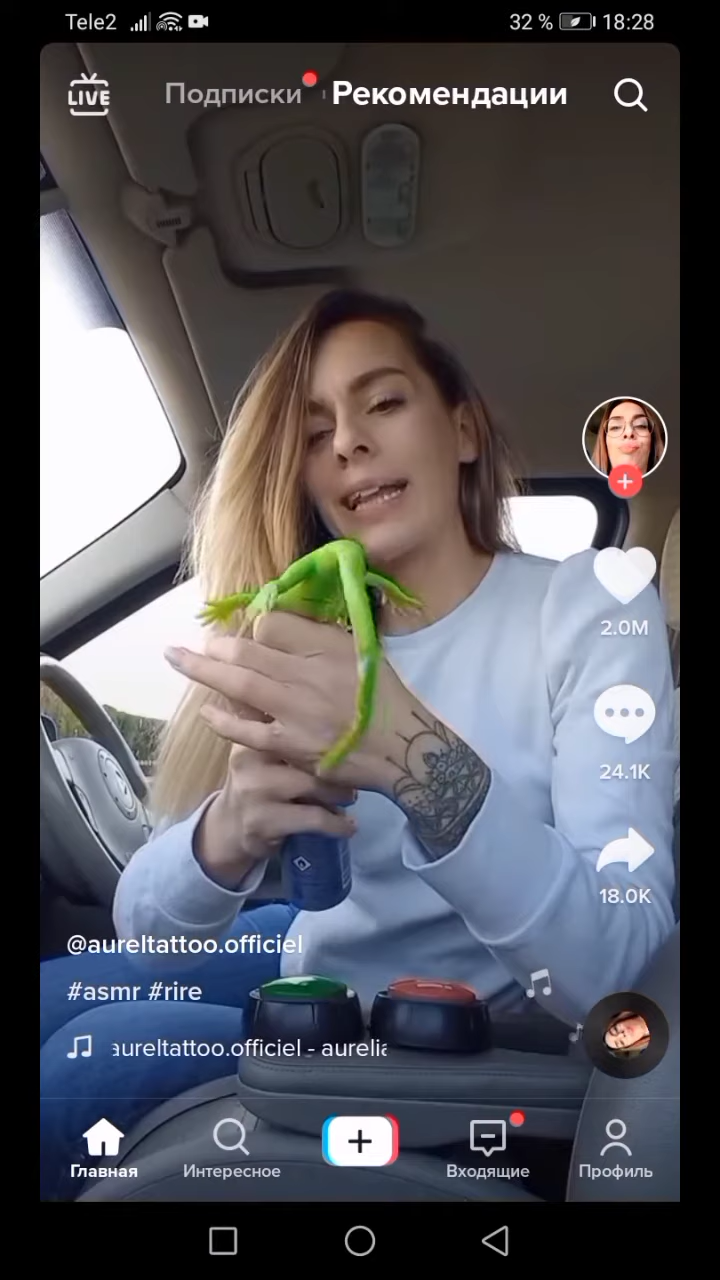 Tele2
32 % 18:28
LIVE
Подписки Рекомендации
2.0M
24.1K
18.0K
@aureltattoo.officiel
#asmr #rire
aureltattoo.officiel - aurelia
Главная Интересное Входящие Профиль